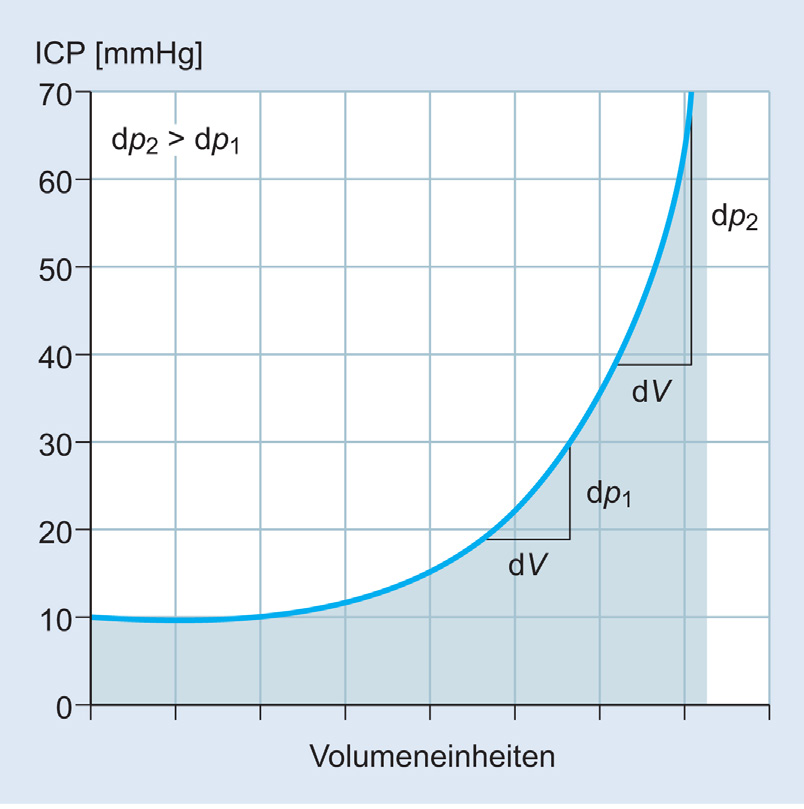 ICP [mmHg]
70
dp₂ > dp₁
60
dp₂
50
40
dV
30
dp₁
20
dV
10
0
Volumeneinheiten